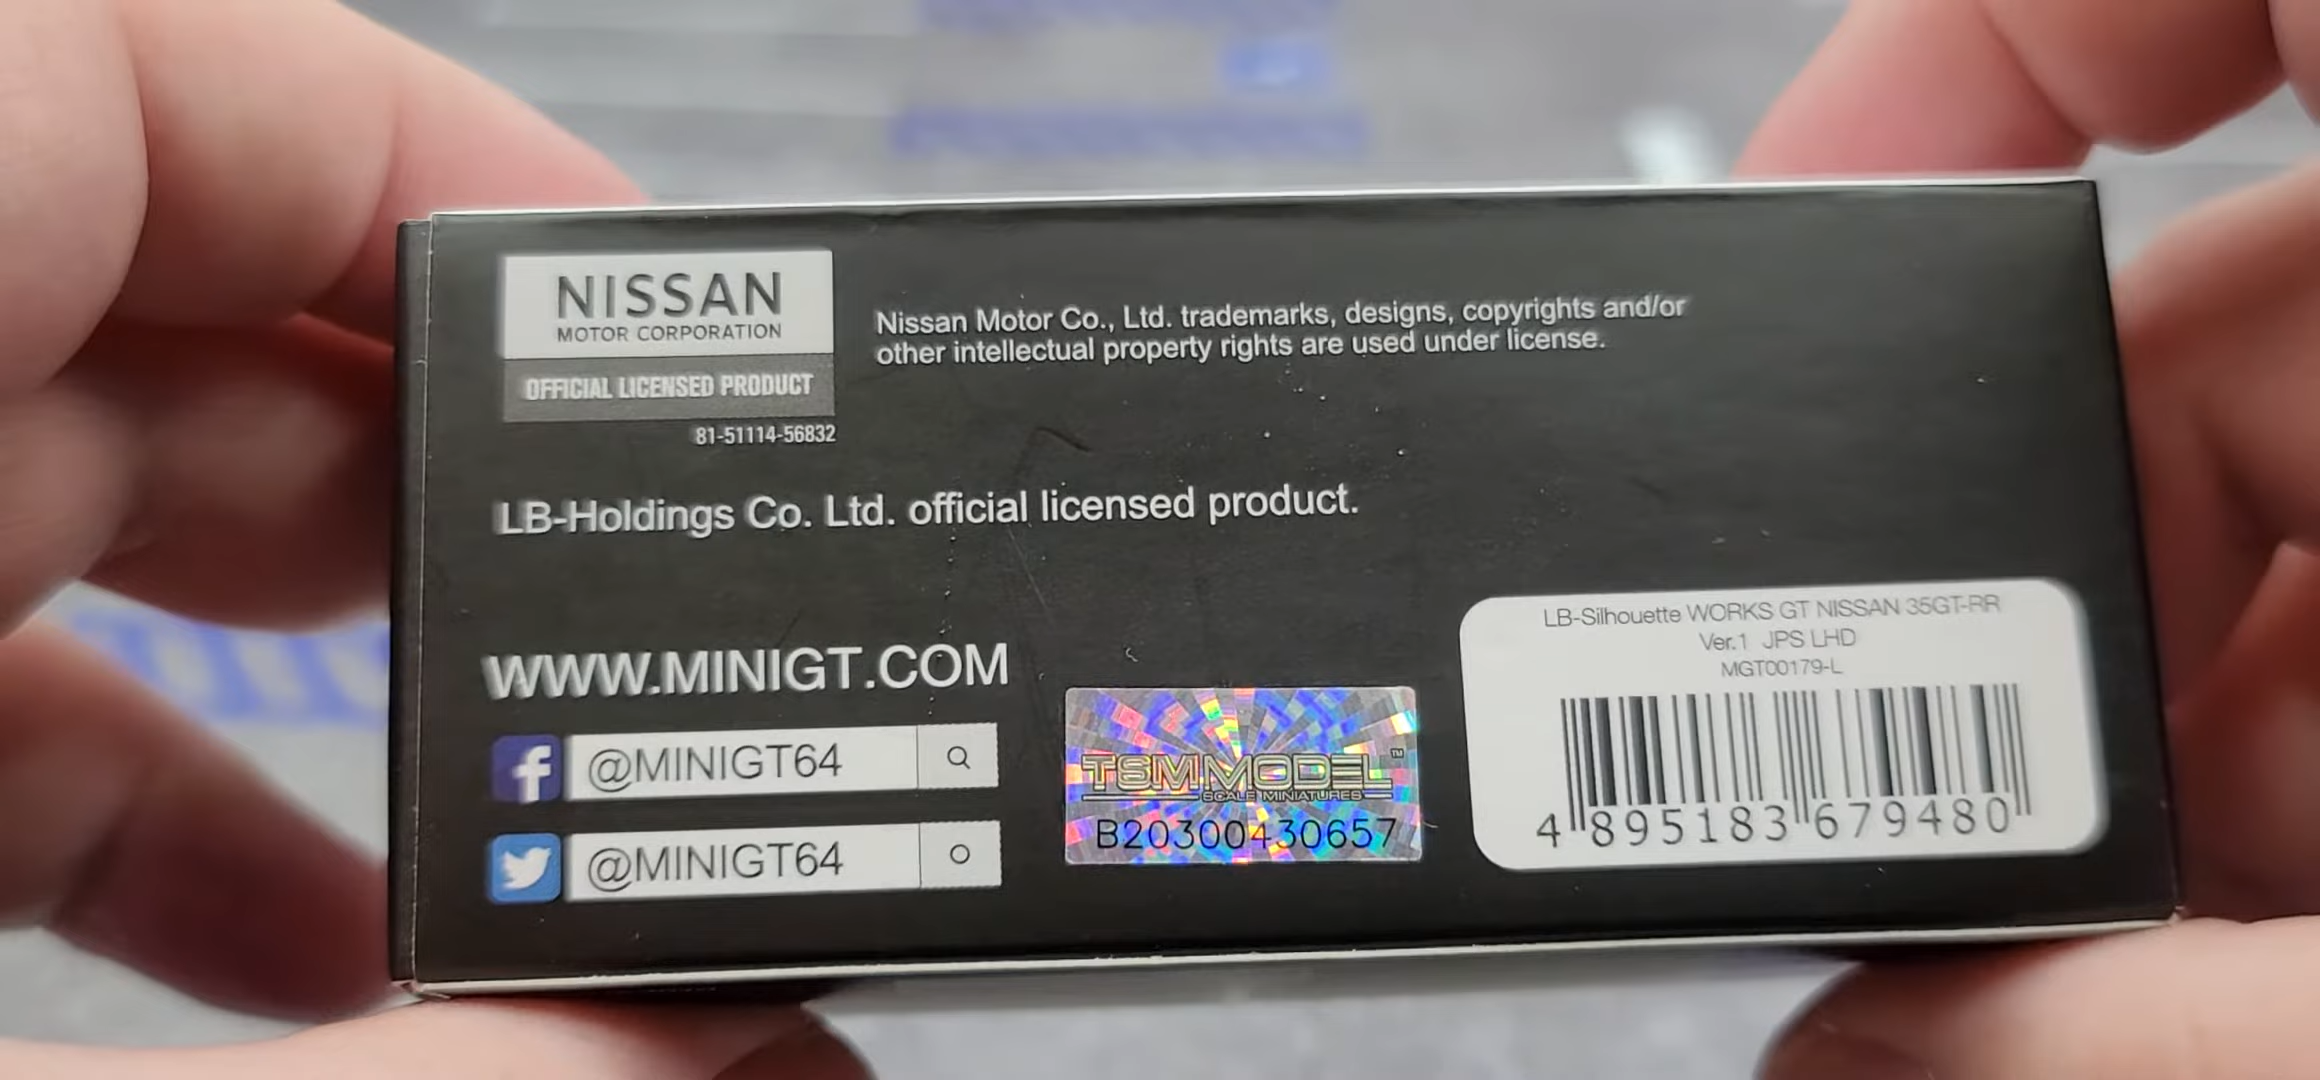 NISSAN
MOTOR CORPORATION
OFFICIAL LICENSED PRODUCT
81-51114-56832
Nissan Motor Co., Ltd. trademarks, designs, copyrights and/or
other intellectual property rights are used under license.
LB-Holdings Co. Ltd. official licensed product.
WWW.MINIGT.COM
f @MINIGT64
@MINIGT64
TSMMODEL™
SCALE MINIATURES
B20300430657
LB-Silhouette WORKS GT NISSAN 35GT-RR
Ver.1 JPS LHD
MGT00179-L
4 895183 679480